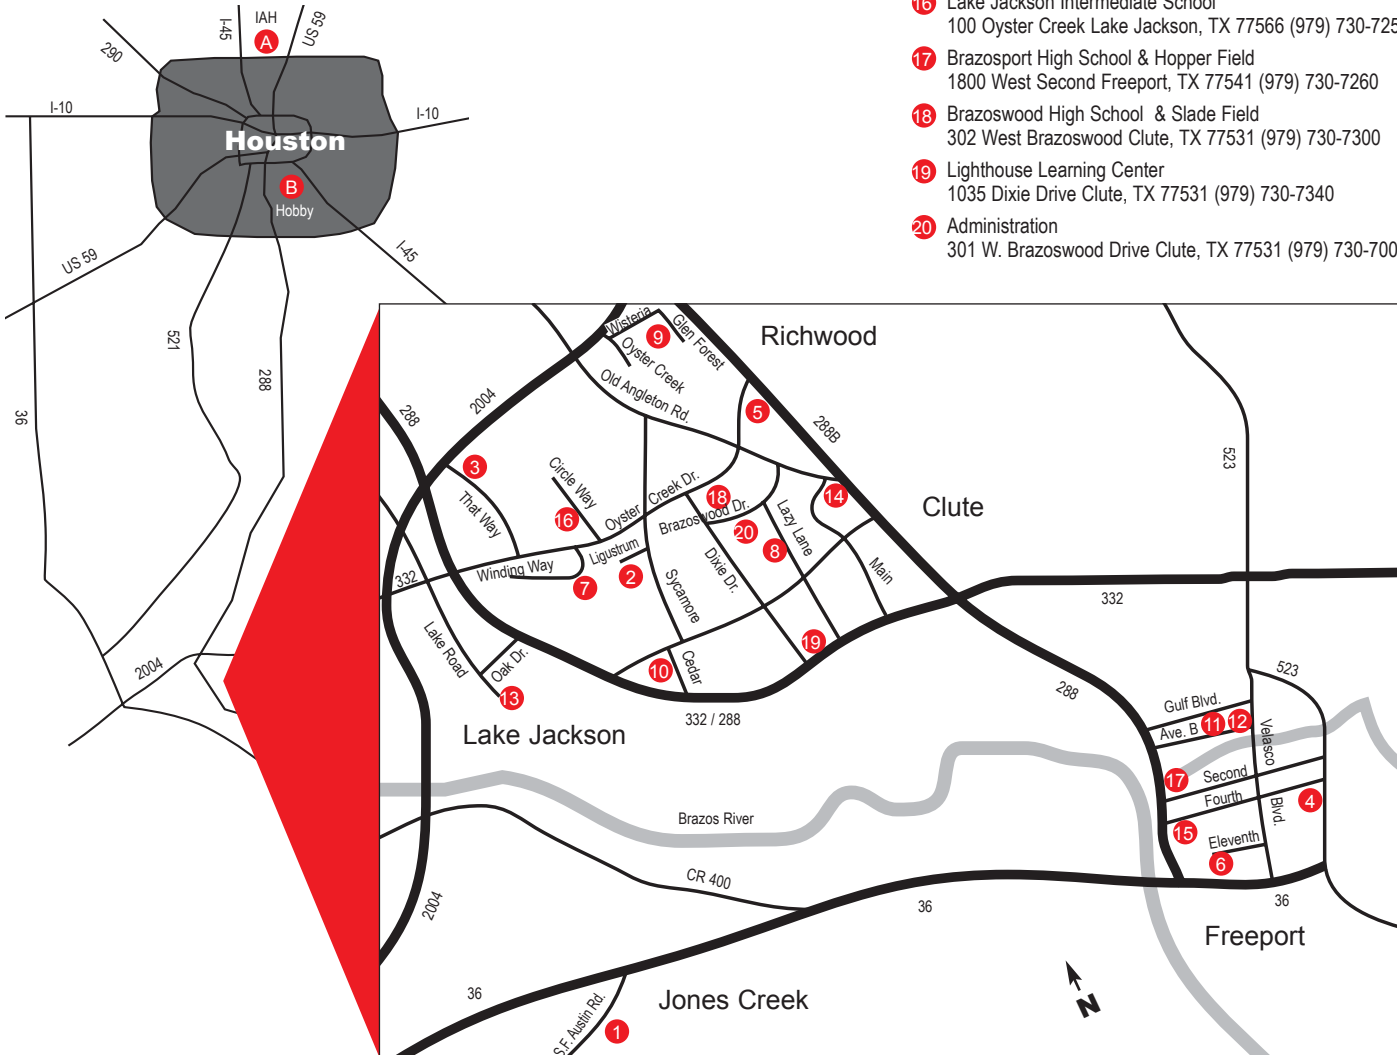 16 Lake Jackson Intermediate School
100 Oyster Creek Lake Jackson, TX 77566 (979) 730-725
17 Brazosport High School & Hopper Field
1800 West Second Freeport, TX 77541 (979) 730-7260
18 Brazoswood High School & Slade Field
302 West Brazoswood Clute, TX 77531 (979) 730-7300
19 Lighthouse Learning Center
1035 Dixie Drive Clute, TX 77531 (979) 730-7340
20 Administration
301 W. Brazoswood Drive Clute, TX 77531 (979) 730-700
IAH
A
I-45
US 59
290
I-10
I-10
Houston
B
Hobby
US 59
I-45
521
288
36
2004
Richwood
Wisteria
9
Glen Forest
Oyster Creek
Old Angleton Rd.
5
288B
2004
288
3
That Way
Circle Way
16
Oyster Creek Dr.
18
Brazoswood Dr.
20
8
Lazy Lane
14
Clute
523
Main
332
Winding Way
Ligustrum
7
2
Sycamore
Dixie Dr.
19
332
Lake Road
Oak Dr.
13
10
Cedar
332 / 288
Lake Jackson
288
523
Gulf Blvd.
Ave. B
11
12
Velasco
Blvd.
17
Second
Fourth
4
15
Eleventh
6
Brazos River
CR 400
2004
36
36
Freeport
36
Jones Creek
S.F. Austin Rd.
1
N